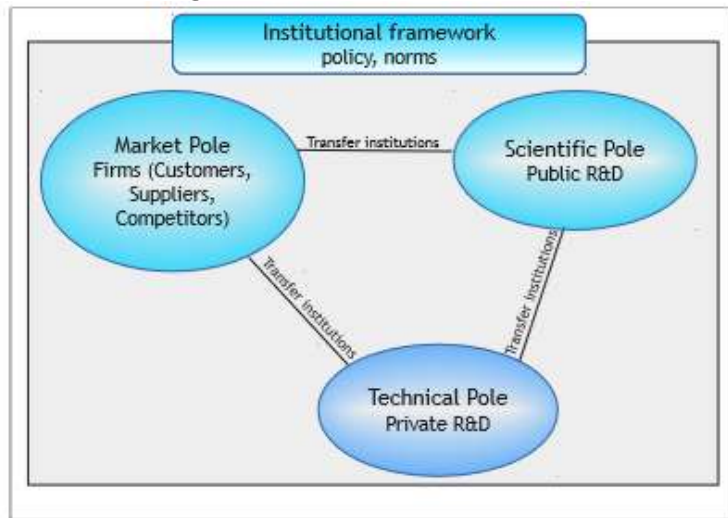 Institutional framework
policy, norms
Market Pole
Firms (Customers,
Suppliers,
Competitors)
Transfer institutions
Scientific Pole
Public R&D
Transfer institutions
Transfer institutions
Technical Pole
Private R&D